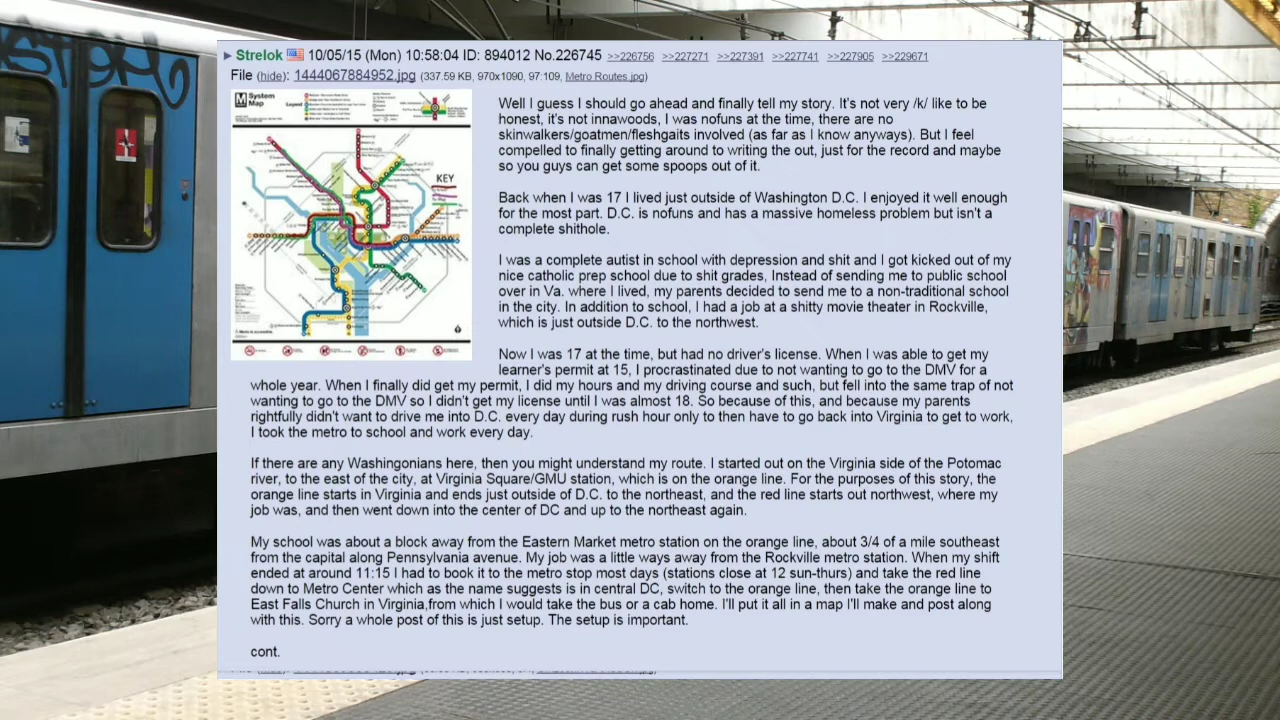 ▶ Strelok 10/05/15 (Mon) 10:58:04 ID: 894012 No.226745 >>226756 >>227271 >>227391 >>227741 >>227905 >>229671
File (hide): 1444067884952.jpg (337.59 KB, 970x1090, 97:109, Metro Routes.jpg)
M System Map
Legend
KEY
Well I guess I should go ahead and finally tell my story. It's not very /k/ like to be
honest, it's not innawoods, I was nofuns at the time, there are no
skinwalkers/goatmen/fleshgaits involved (as far as I know anyways). But I feel
compelled to finally getting around to writing the out, just for the record and maybe
so you guys can get some spoops out of it.
Back when I was 17 I lived just outside of Washington D.C. I enjoyed it well enough
for the most part. D.C. is nofuns and has a massive homeless problem but isn't a
complete shithole.
I was a complete autist in school with depression and shit and I got kicked out of my
nice catholic prep school due to shit grades. Instead of sending me to public school
over in Va. where I lived, my parents decided to send me to a non-traditional school
in the city. In addition to school, I had a job at a shitty movie theater in Rockville,
which is just outside D.C. to the northwest.
Now I was 17 at the time, but had no driver's license. When I was able to get my
learner's permit at 15, I procrastinated due to not wanting to go to the DMV for a
whole year. When I finally did get my permit, I did my hours and my driving course and such, but fell into the same trap of not
wanting to go to the DMV so I didn't get my license until I was almost 18. So because of this, and because my parents
rightfully didn't want to drive me into D.C. every day during rush hour only to then have to go back into Virginia to get to work,
I took the metro to school and work every day.
If there are any Washingonians here, then you might understand my route. I started out on the Virginia side of the Potomac
river, to the east of the city, at Virginia Square/GMU station, which is on the orange line. For the purposes of this story, the
orange line starts in Virginia and ends just outside of D.C. to the northeast, and the red line starts out northwest, where my
job was, and then went down into the center of DC and up to the northeast again.
My school was about a block away from the Eastern Market metro station on the orange line, about 3/4 of a mile southeast
from the capital along Pennsylvania avenue. My job was a little ways away from the Rockville metro station. When my shift
ended at around 11:15 I had to book it to the metro stop most days (stations close at 12 sun-thurs) and take the red line
down to Metro Center which as the name suggests is in central DC, switch to the orange line, then take the orange line to
East Falls Church in Virginia,from which I would take the bus or a cab home. I'll put it all in a map I'll make and post along
with this. Sorry a whole post of this is just setup. The setup is important.
cont.